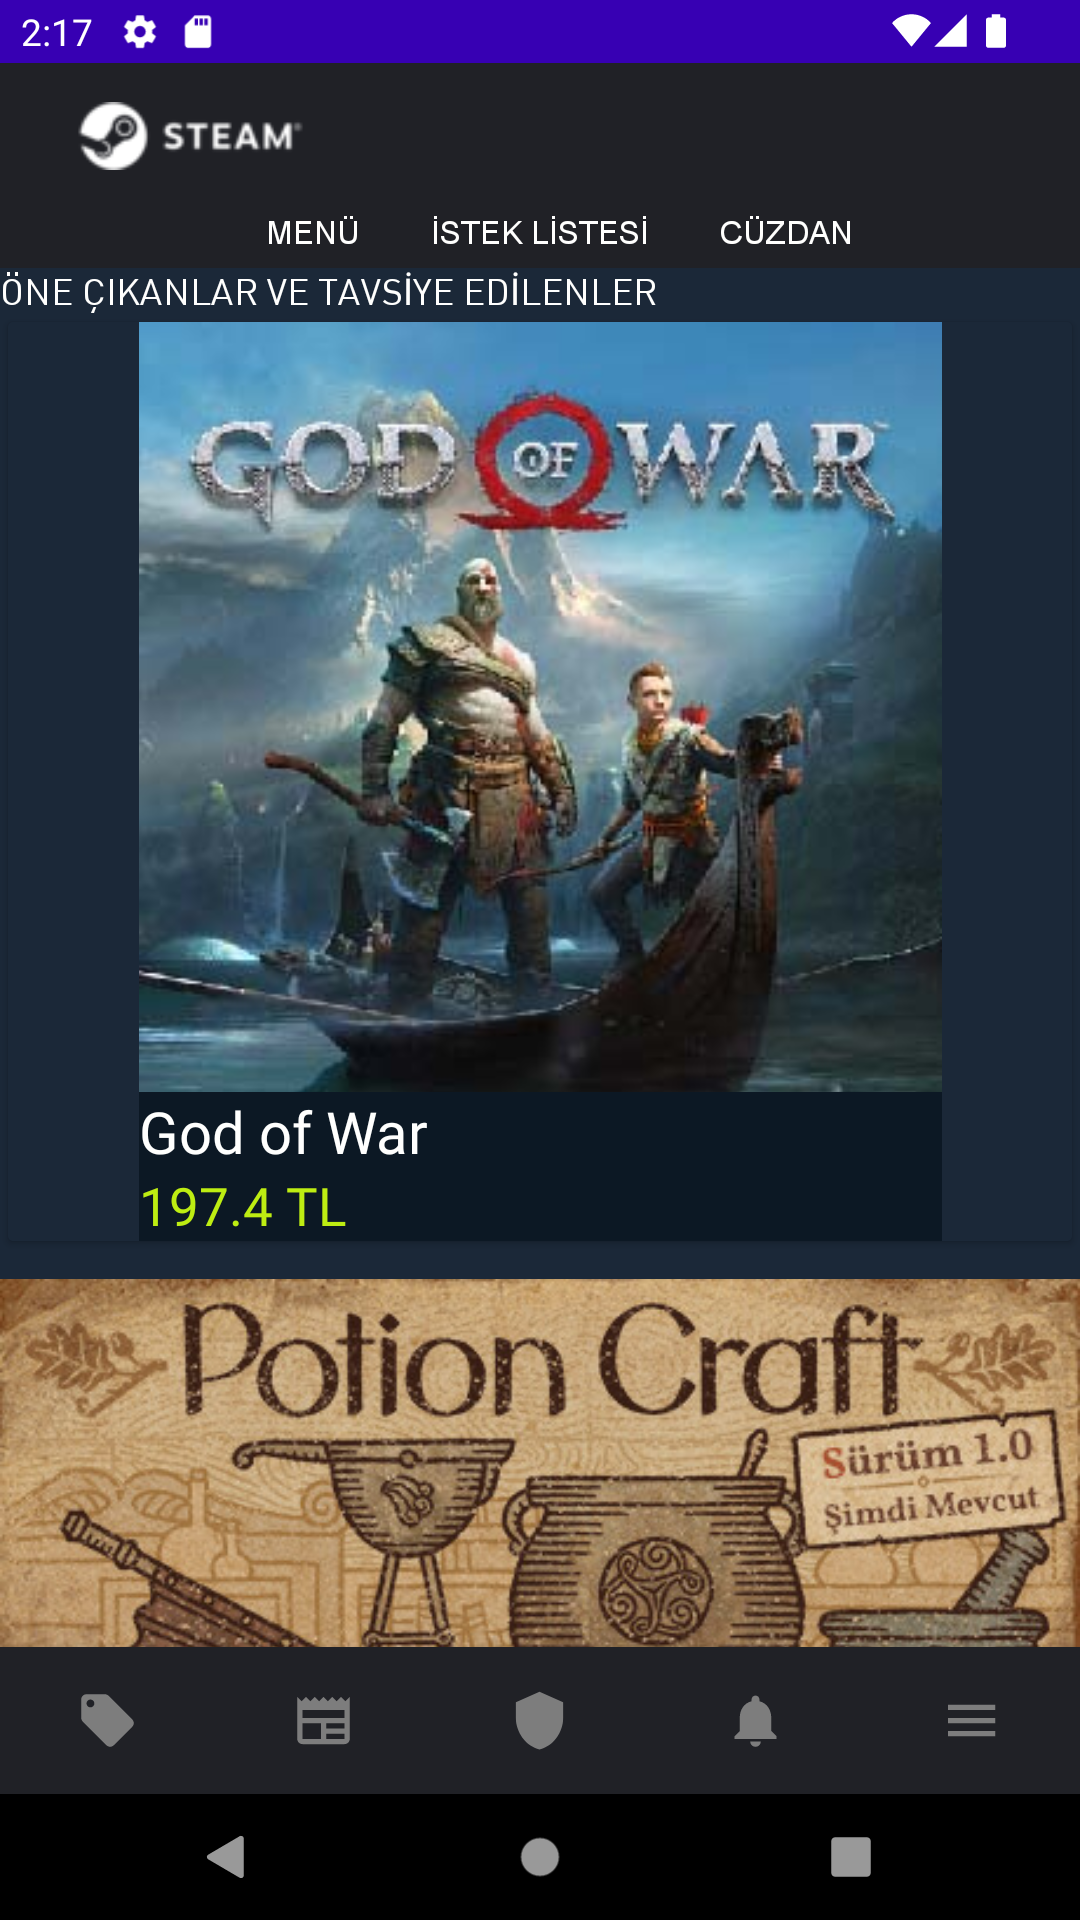 2:17
STEAM®
MENÜ İSTEK LİSTESİ CÜZDAN
ÖNE ÇIKANLAR VE TAVSİYE EDİLENLER
GOD OF WAR
God of War
197.4 TL
Potion Craft
Sürüm 1.0
Şimdi Mevcut